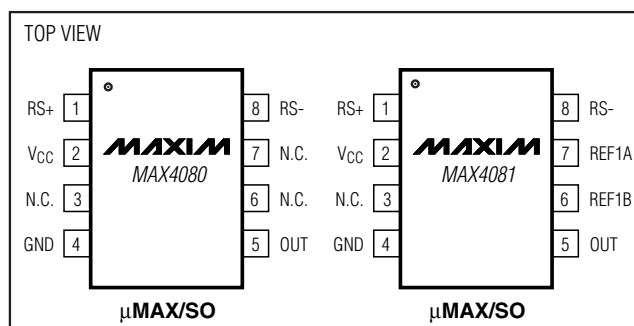 TOP VIEW
RS+ 1 8 RS-
VCC 2 MAXIM 7 N.C.
MAX4080
N.C. 3 6 N.C.
GND 4 5 OUT
µMAX/SO
RS+ 1 8 RS-
VCC 2 MAXIM 7 REF1A
MAX4081
N.C. 3 6 REF1B
GND 4 5 OUT
µMAX/SO